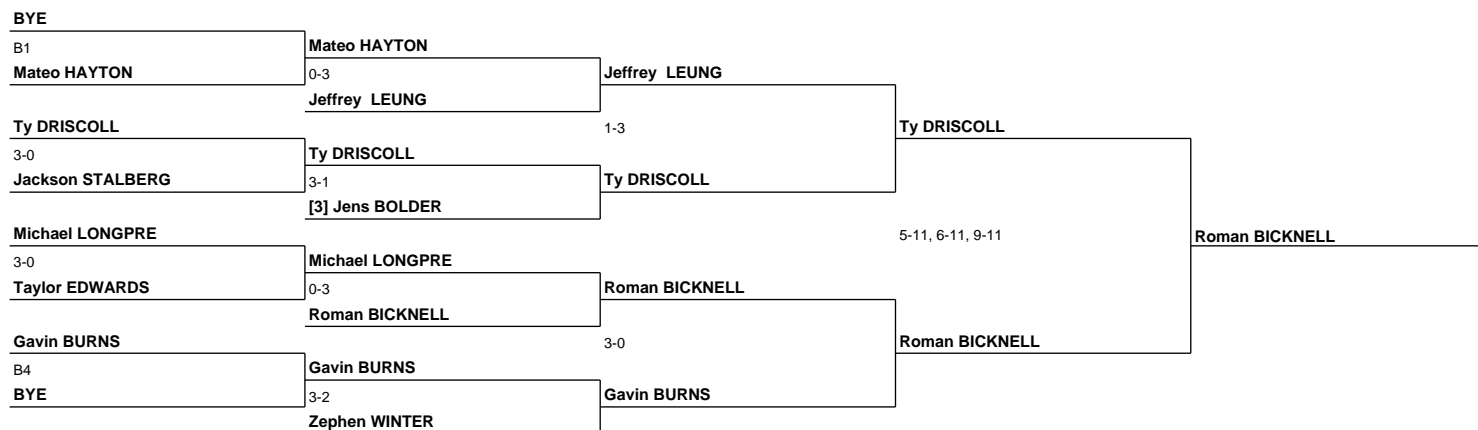 BYE
B1
Mateo HAYTON
Mateo HAYTON
0-3
Jeffrey LEUNG
Jeffrey LEUNG
Ty DRISCOLL
3-0
Jackson STALBERG
Ty DRISCOLL
3-1
[3] Jens BOLDER
1-3
Ty DRISCOLL
Ty DRISCOLL
Michael LONGPRE
3-0
Taylor EDWARDS
Michael LONGPRE
0-3
Roman BICKNELL
Roman BICKNELL
5-11, 6-11, 9-11
Roman BICKNELL
Gavin BURNS
B4
BYE
Gavin BURNS
3-2
Zephen WINTER
3-0
Gavin BURNS
Roman BICKNELL